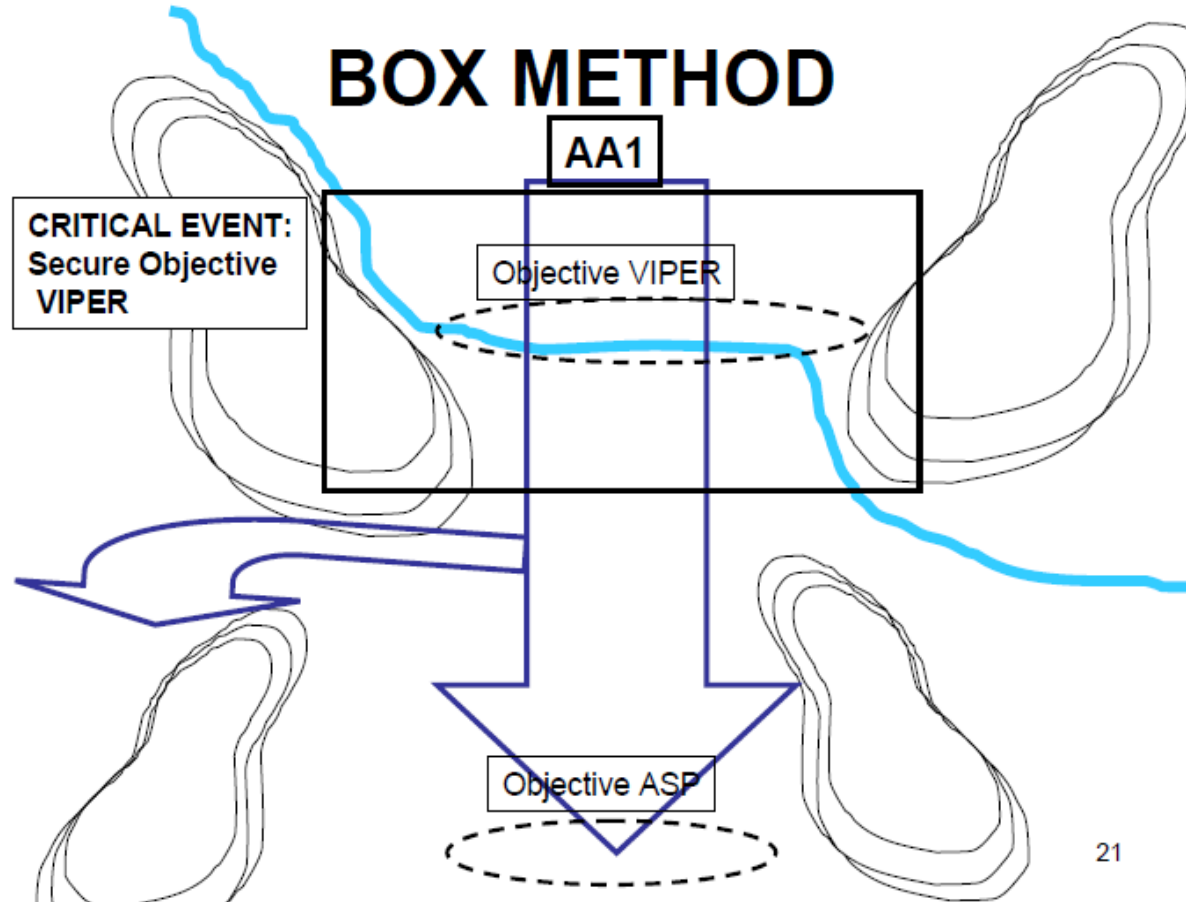 BOX METHOD
AA1
CRITICAL EVENT:
Secure Objective
VIPER
Objective VIPER
Objective ASP
21